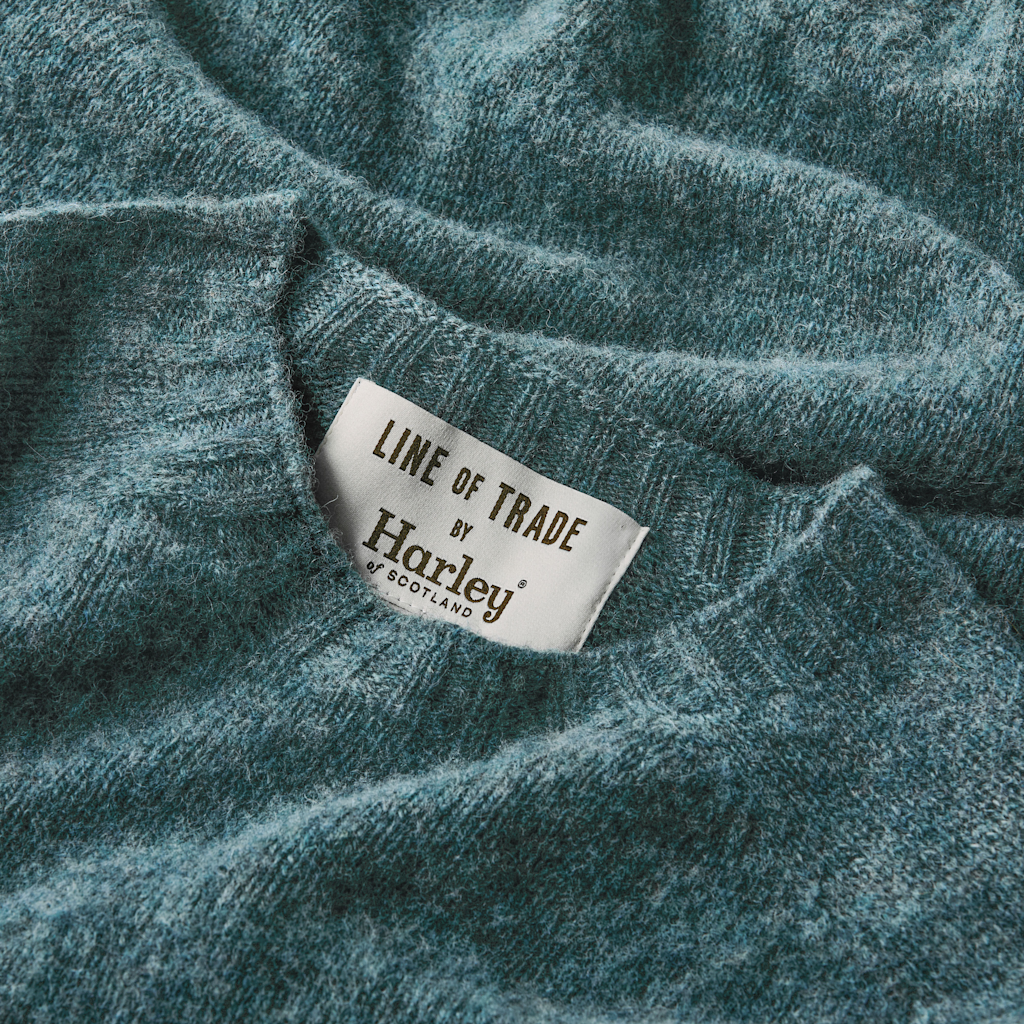 LINE OF TRADE
BY
Harley®
of SCOTLAND